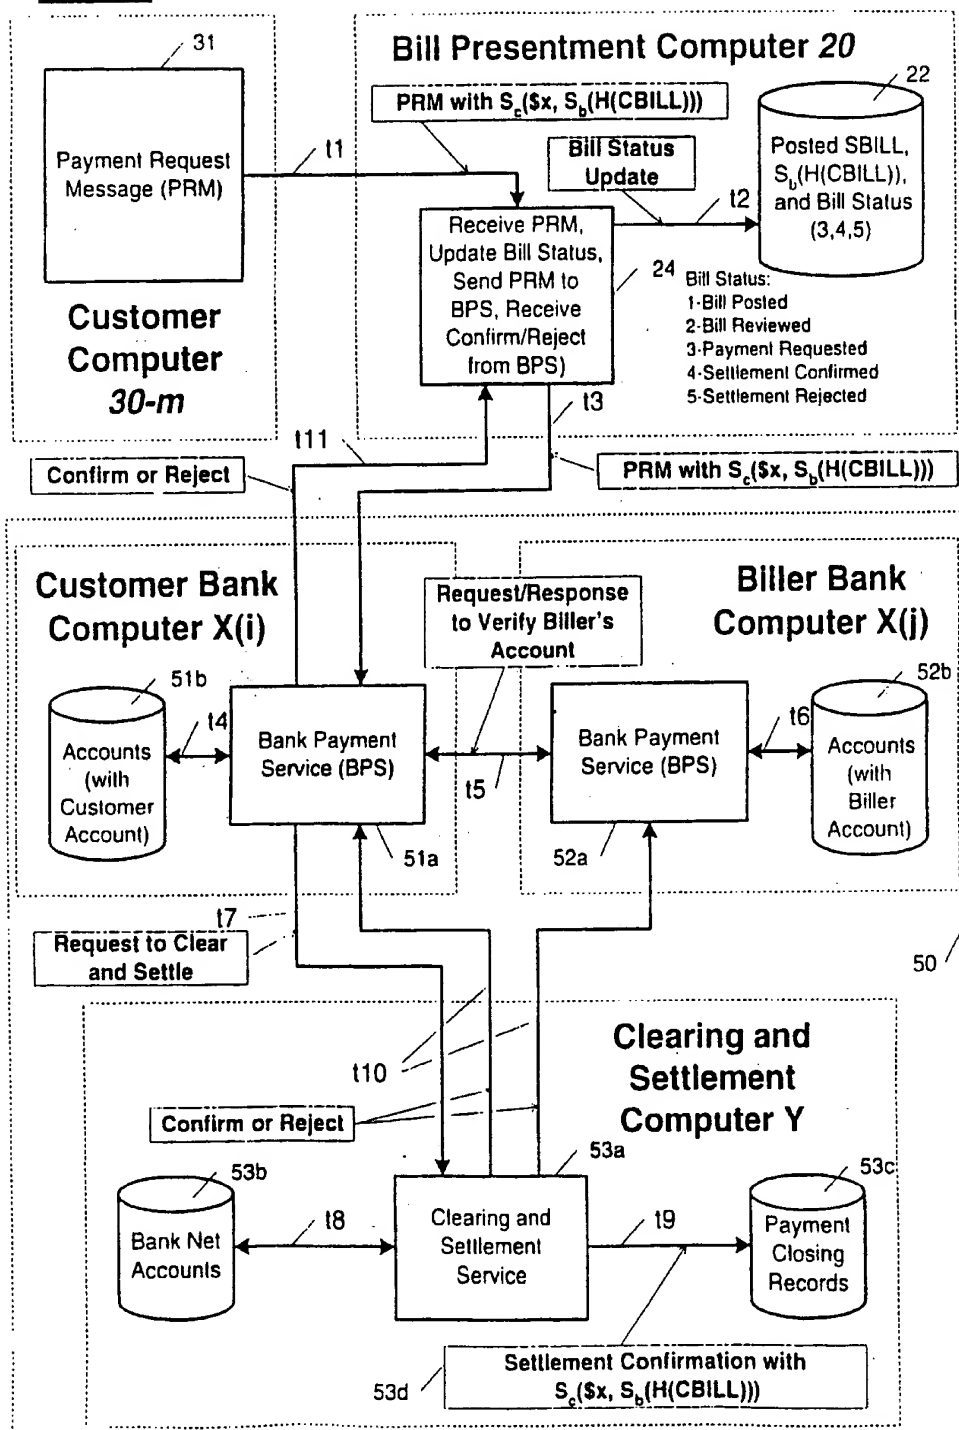 31
Payment Request
Message (PRM)
Customer
Computer
30-m
t1
Bill Presentment Computer 20
PRM with Sc($x, Sb(H(CBILL)))
22
Bill Status
Update
t2
Posted SBILL,
Sb(H(CBILL)),
and Bill Status
(3,4,5)
Receive PRM,
Update Bill Status,
Send PRM to
BPS, Receive
Confirm/Reject
from BPS)
24
Bill Status:
1-Bill Posted
2-Bill Reviewed
3-Payment Requested
4-Settlement Confirmed
5-Settlement Rejected
t3
t11
Confirm or Reject
PRM with Sc($x, Sb(H(CBILL)))
Customer Bank
Computer X(i)
Request/Response
to Verify Biller's
Account
Biller Bank
Computer X(j)
51b
52b
t4
Accounts
(with
Customer
Account)
Bank Payment
Service (BPS)
t5
Bank Payment
Service (BPS)
t6
Accounts
(with
Biller
Account)
51a
52a
t7
Request to Clear
and Settle
50
Clearing and
Settlement
Computer Y
t10
Confirm or Reject
53a
53b
53c
Bank Net
Accounts
t8
Clearing and
Settlement
Service
t9
Payment
Closing
Records
53d
Settlement Confirmation with
Sc($x, Sb(H(CBILL)))